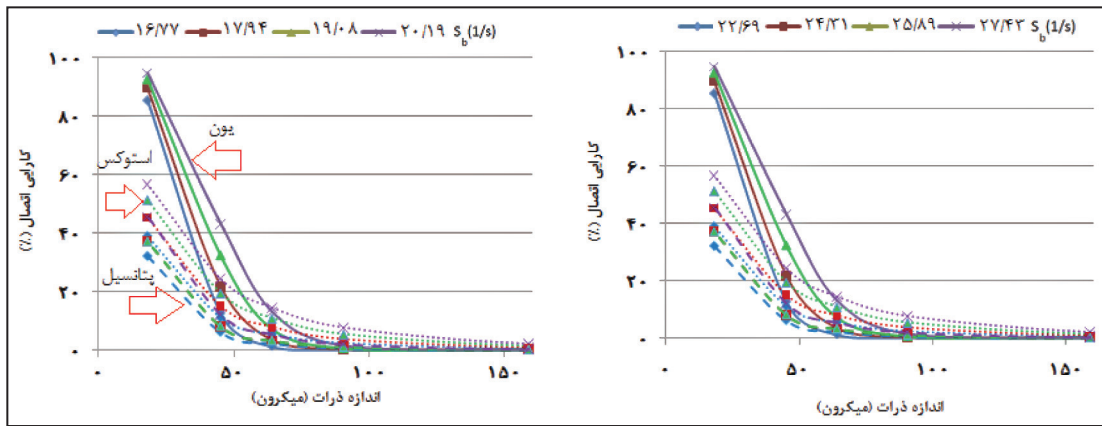 ۱۶/۷۷ ۱۷/۹۴ ۱۹/۰۸ ۲۰/۱۹ S_b(1/s)
۱۰۰
۸۰
۶۰
۴۰
۲۰
۰
کارایی اتصال (٪)
یون
استوکس
پتانسیل
۰ ۵۰ ۱۰۰ ۱۵۰
اندازه ذرات (میکرون)
۲۲/۶۹ ۲۴/۳۱ ۲۵/۸۹ ۲۷/۴۳ S_b(1/s)
۱۰۰
۸۰
۶۰
۴۰
۲۰
۰
کارایی اتصال (٪)
۰ ۵۰ ۱۰۰ ۱۵۰
اندازه ذرات (میکرون)